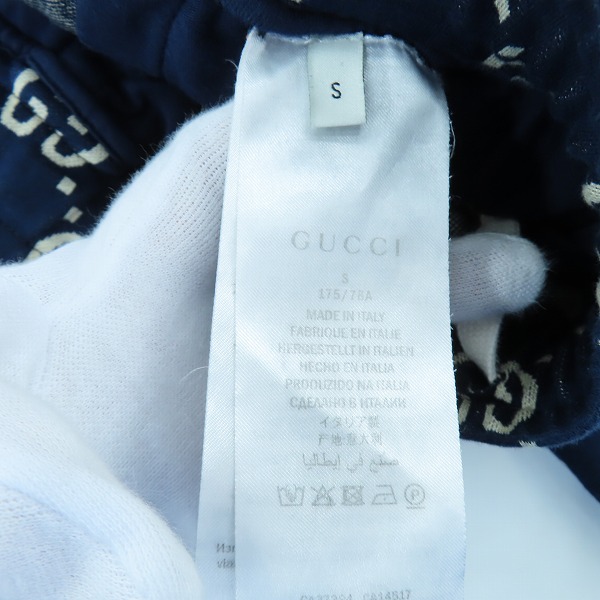 S
GUCCI
S
175/78A
MADE IN ITALY
FABRIQUE EN ITALIE
HERGESTELLT IN ITALIEN
HECHO EN ITALIA
PRODUZIDO NA ITALIA
СДЕЛАНО В ИТАЛИИ
イタリア製
产地:意大利
صنع في إيطاليا
via